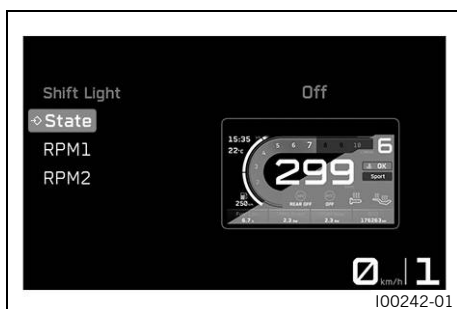 Shift Light
Off
State
RPM1
RPM2
15:35
22°C
5 6 7 8 9 10
6
299
OK
Sport
250
REAR OFF
OFF
0 km/h 1
I00242-01